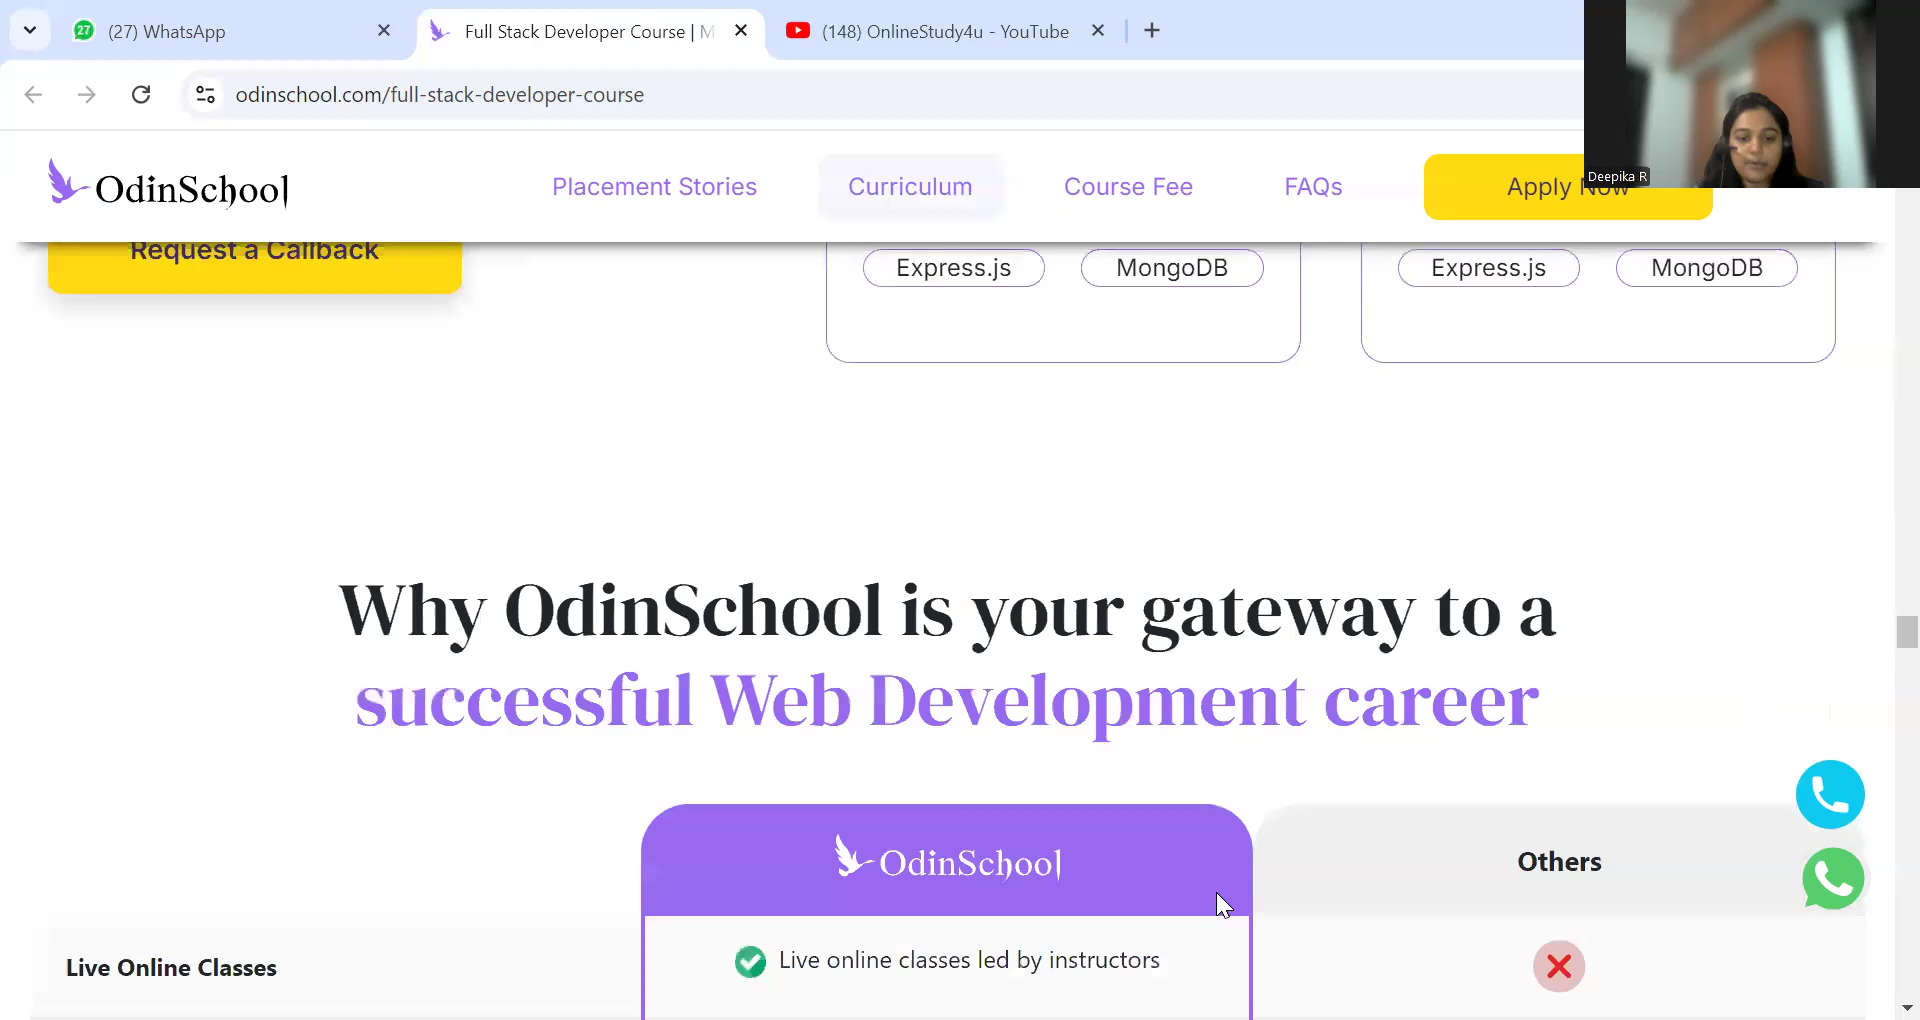 27
(27) WhatsApp
Full Stack Developer Course | M
(148) OnlineStudy4u - YouTube
odinschool.com/full-stack-developer-course
Deepika R
OdinSchool
Placement Stories
Curriculum
Course Fee
FAQs
Apply Now
Request a Callback
Express.js
MongoDB
Express.js
MongoDB
Why OdinSchool is your gateway to a
successful Web Development career
OdinSchool
Others
Live Online Classes
Live online classes led by instructors